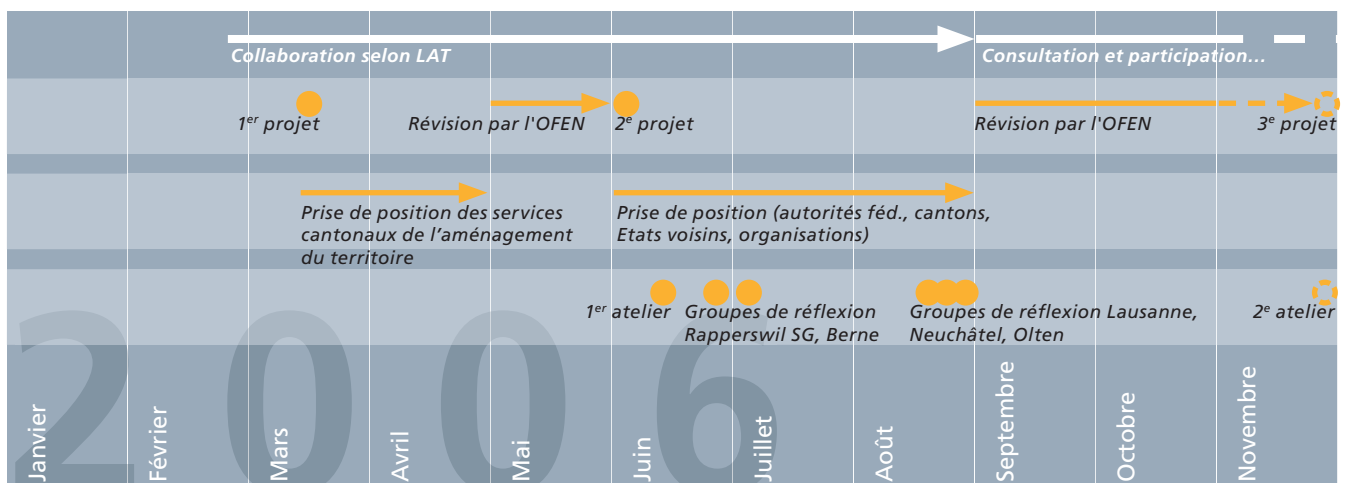 Collaboration selon LAT
Consultation et participation...
1er projet
Révision par l'OFEN
2e projet
Révision par l'OFEN
3e projet
Prise de position des services
cantonaux de l’aménagement
du territoire
Prise de position (autorités féd., cantons,
Etats voisins, organisations)
1er atelier
Groupes de réflexion
Rapperswil SG, Berne
Groupes de réflexion Lausanne,
Neuchâtel, Olten
2e atelier
2006
Janvier
Février
Mars
Avril
Mai
Juin
Juillet
Août
Septembre
Octobre
Novembre